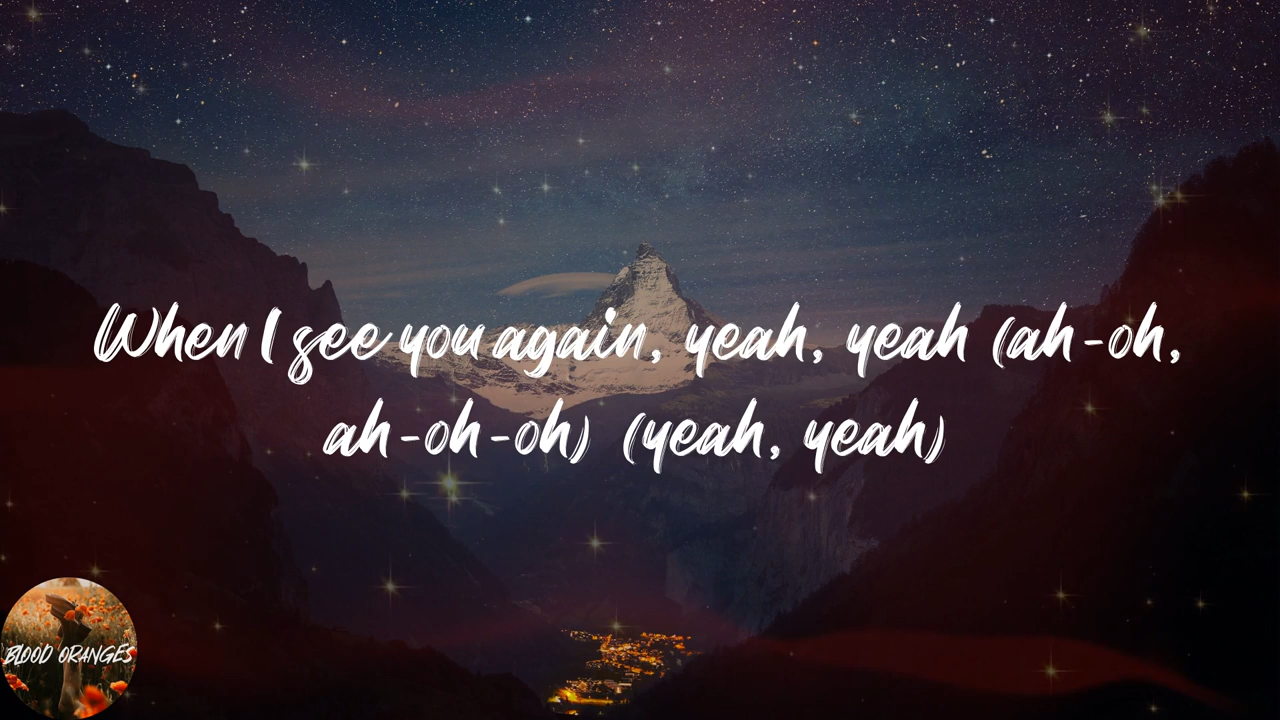 When I see you again, yeah, yeah (ah-oh,
ah-oh-oh) (yeah, yeah)
BLOOD ORANGES